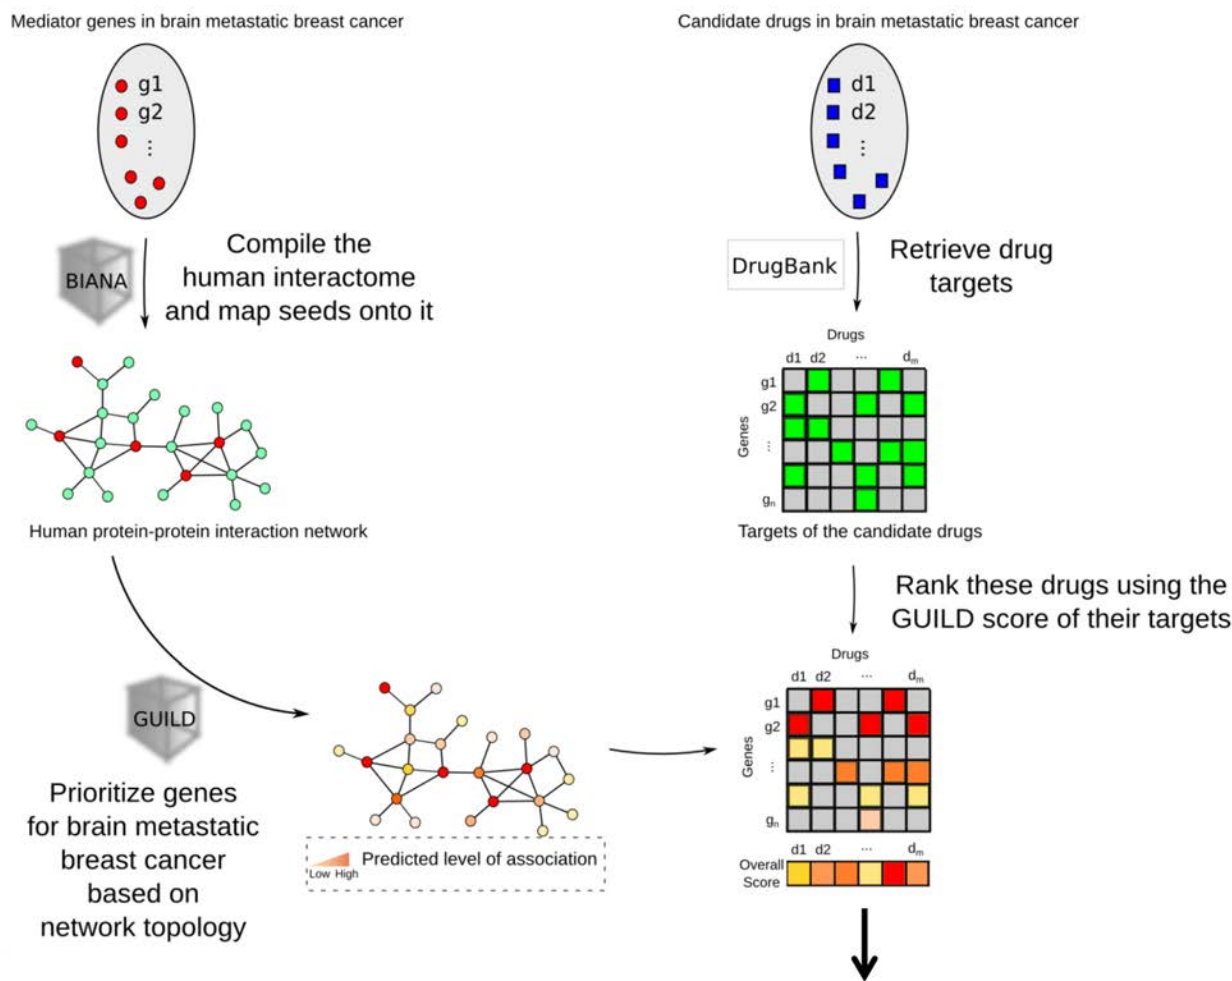 Mediator genes in brain metastatic breast cancer
g1
g2
⋮
BIANA
Compile the
human interactome
and map seeds onto it
Human protein-protein interaction network
GUILD
Prioritize genes
for brain metastatic
breast cancer
based on
network topology
Predicted level of association
Low High
Candidate drugs in brain metastatic breast cancer
d1
d2
⋮
DrugBank
Retrieve drug
targets
Drugs
d1 d2 ... dm
Genes
g1
g2
⋮
gn
Targets of the candidate drugs
Rank these drugs using the
GUILD score of their targets
Drugs
d1 d2 ... dm
Genes
g1
g2
⋮
gn
d1 d2 ... dm
Overall
Score